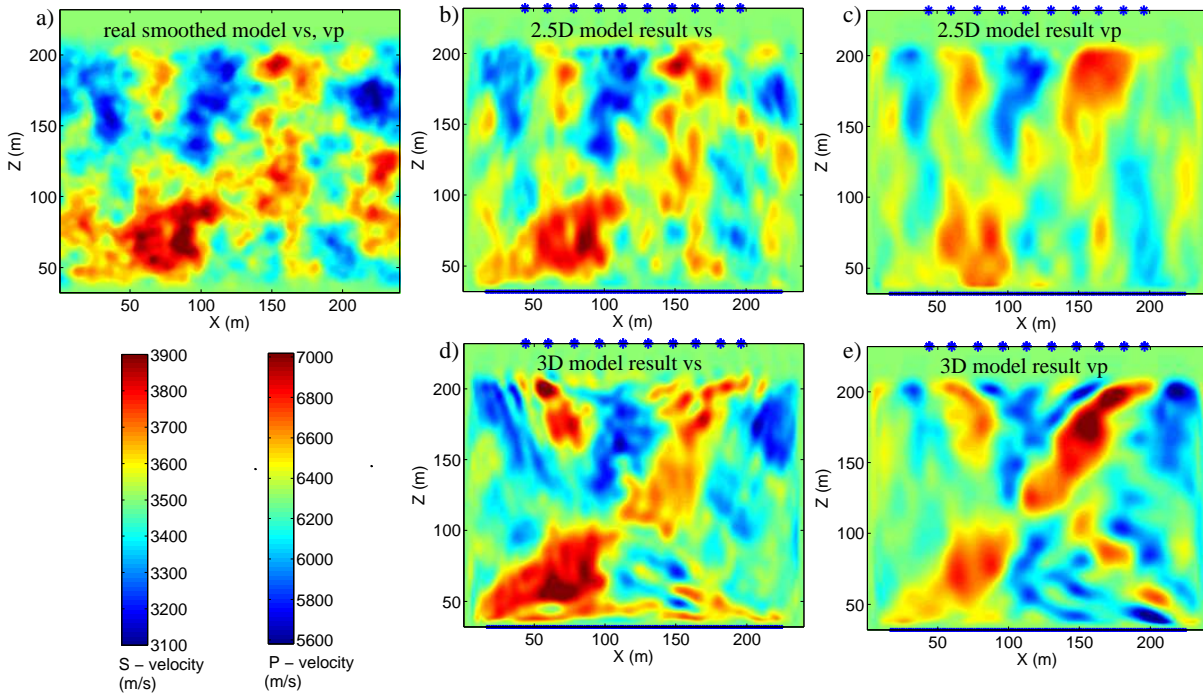 a)
real smoothed model vs, vp
200
150
100
50
Z (m)
50
100
150
200
X (m)
b)
2.5D model result vs
200
150
100
50
Z (m)
50
100
150
200
X (m)
c)
2.5D model result vp
200
150
100
50
Z (m)
50
100
150
200
X (m)
3900
3800
3700
3600
3500
3400
3300
3200
3100
S – velocity
(m/s)
7000
6800
6600
6400
6200
6000
5800
5600
P – velocity
(m/s)
d)
3D model result vs
200
150
100
50
Z (m)
50
100
150
200
X (m)
e)
3D model result vp
200
150
100
50
Z (m)
50
100
150
200
X (m)